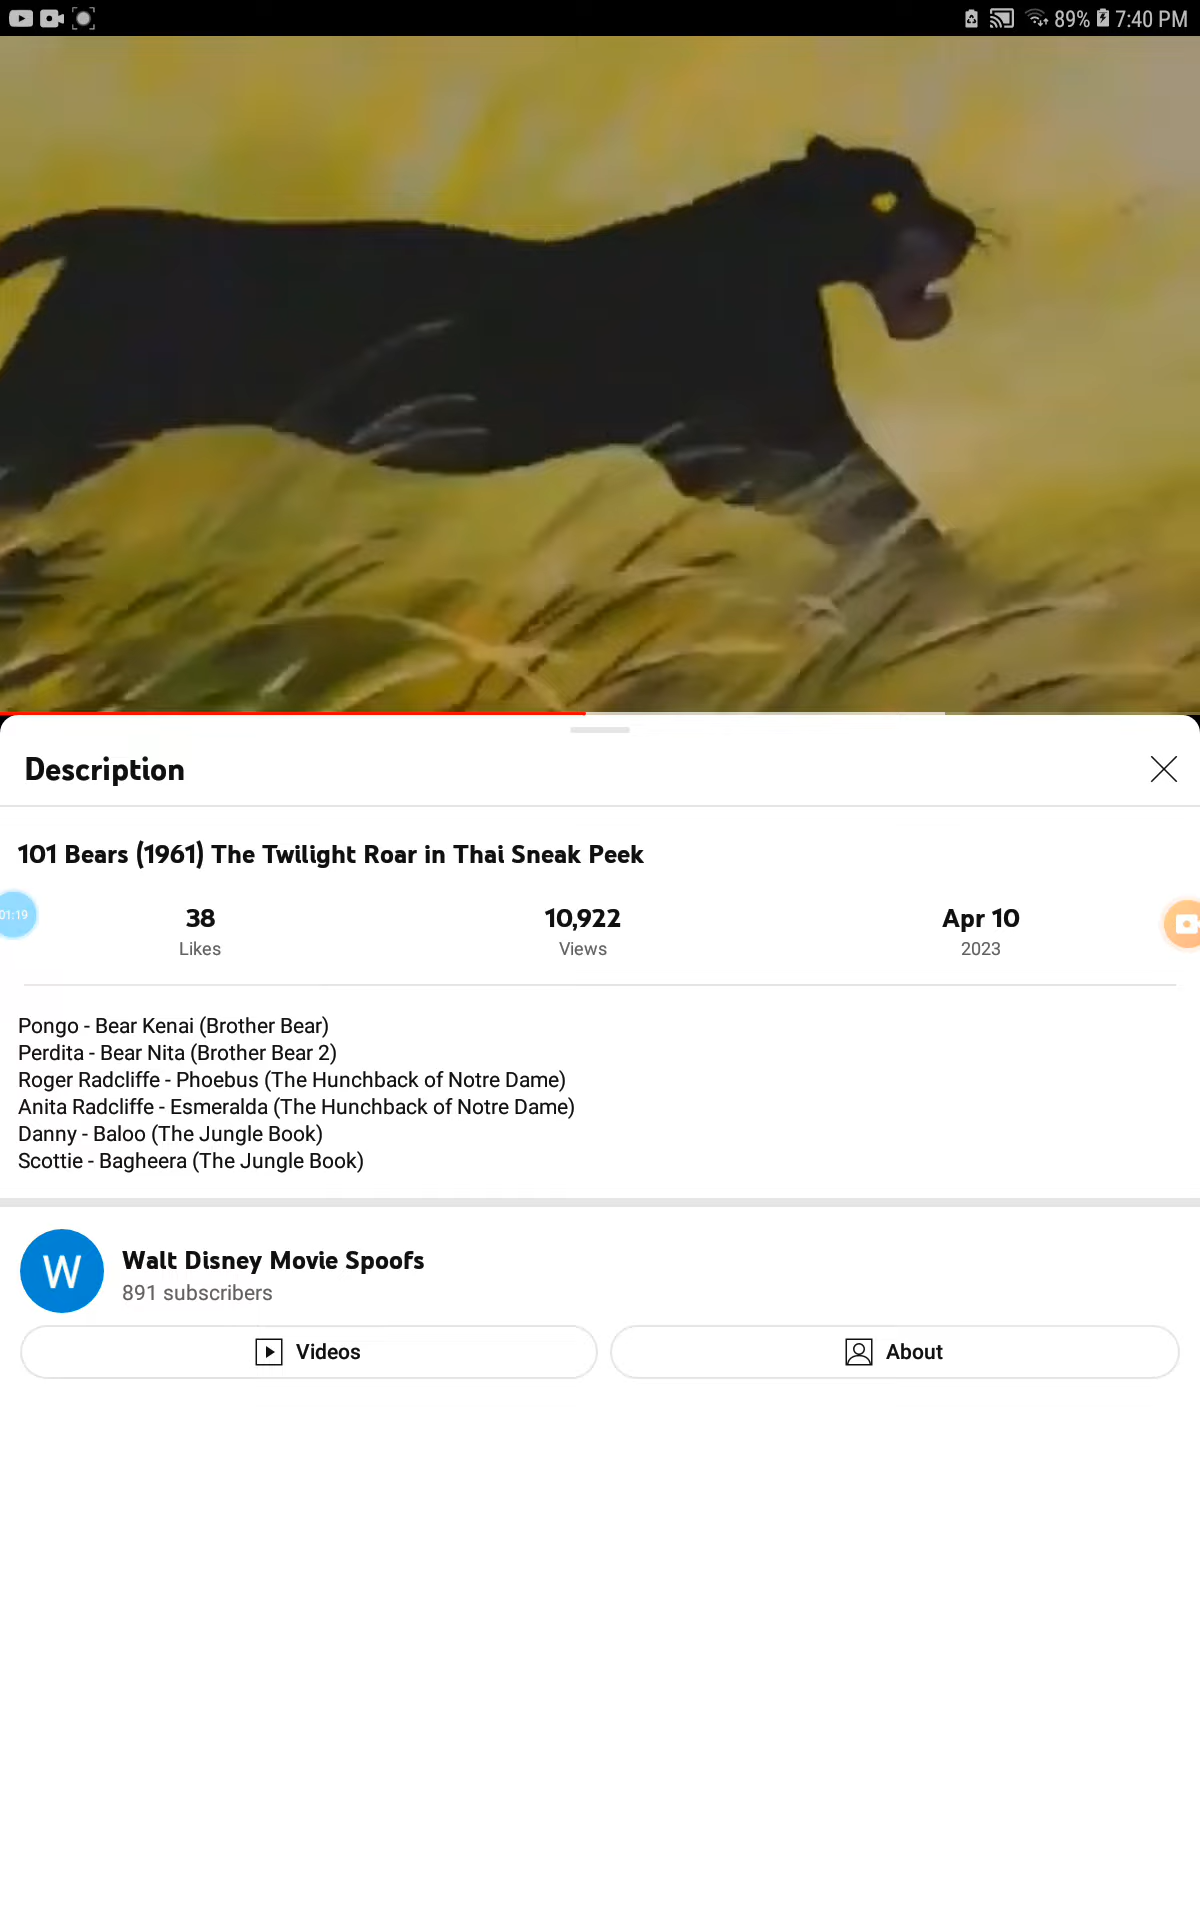 89% 7:40 PM
Description
101 Bears (1961) The Twilight Roar in Thai Sneak Peek
01:19
38
Likes
10,922
Views
Apr 10
2023
Pongo - Bear Kenai (Brother Bear)
Perdita - Bear Nita (Brother Bear 2)
Roger Radcliffe - Phoebus (The Hunchback of Notre Dame)
Anita Radcliffe - Esmeralda (The Hunchback of Notre Dame)
Danny - Baloo (The Jungle Book)
Scottie - Bagheera (The Jungle Book)
W
Walt Disney Movie Spoofs
891 subscribers
Videos
About